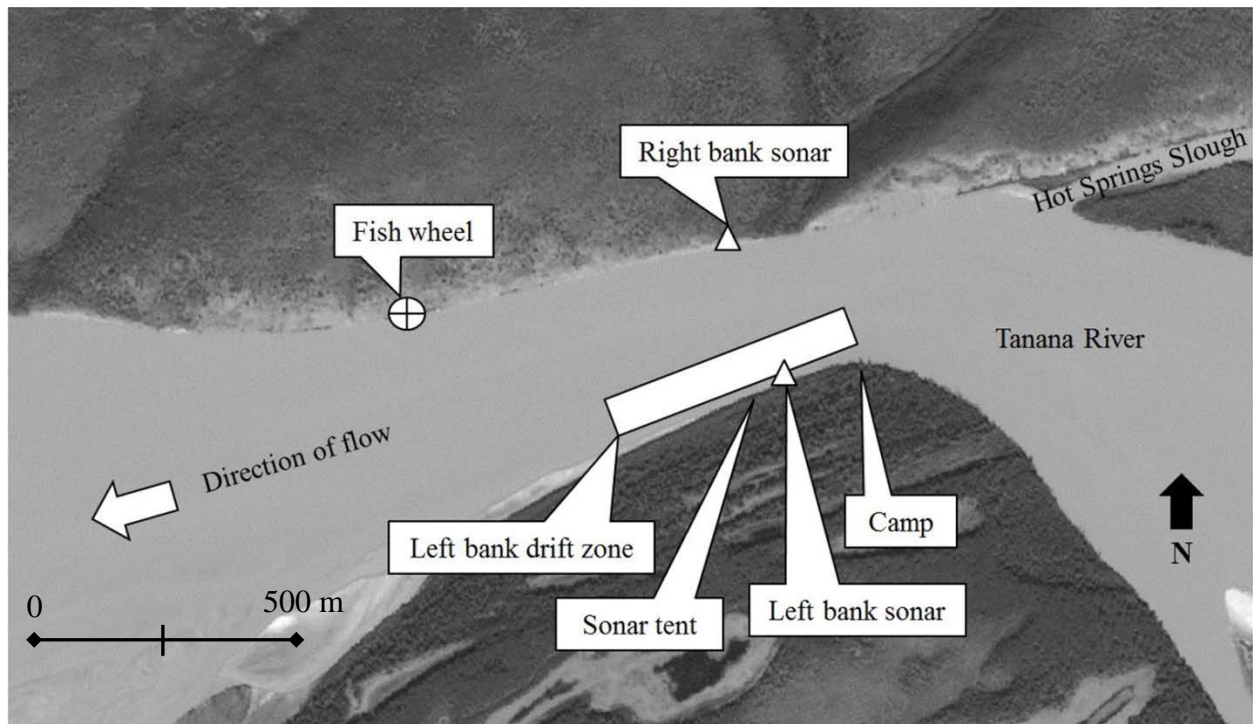 Right bank sonar
Hot Springs Slough
Fish wheel
Tanana River
Direction of flow
Camp
Left bank drift zone
N
Left bank sonar
Sonar tent
0
500 m